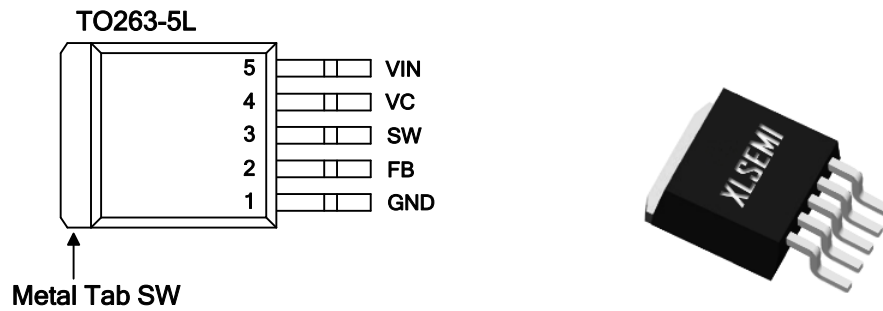 TO263-5L
5 VIN
4 VC
3 SW
2 FB
1 GND
Metal Tab SW
XLSEMI